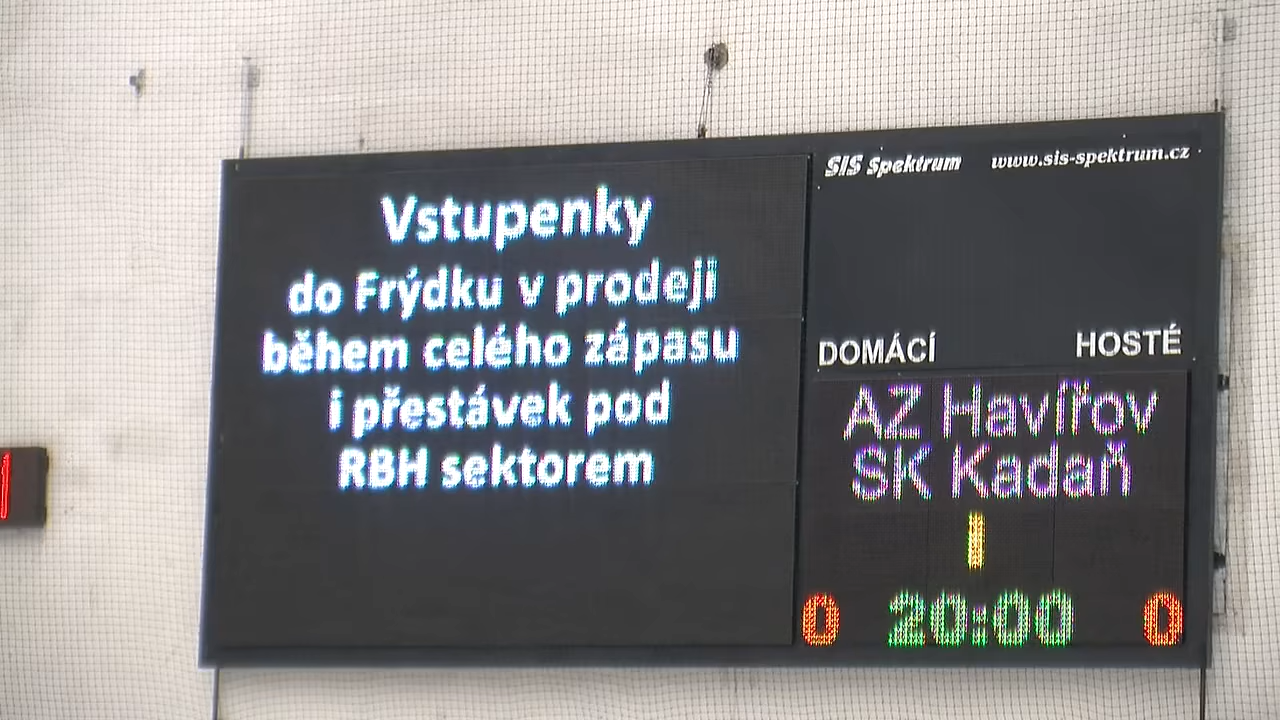 Vstupenky
do Frýdku v prodeji
během celého zápasu
i přestávek pod
RBH sektorem
SIS Spektrum www.sis-spektrum.cz
DOMÁCÍ HOSTÉ
AZ Havířov
SK Kadaň
1
0 20:00 0